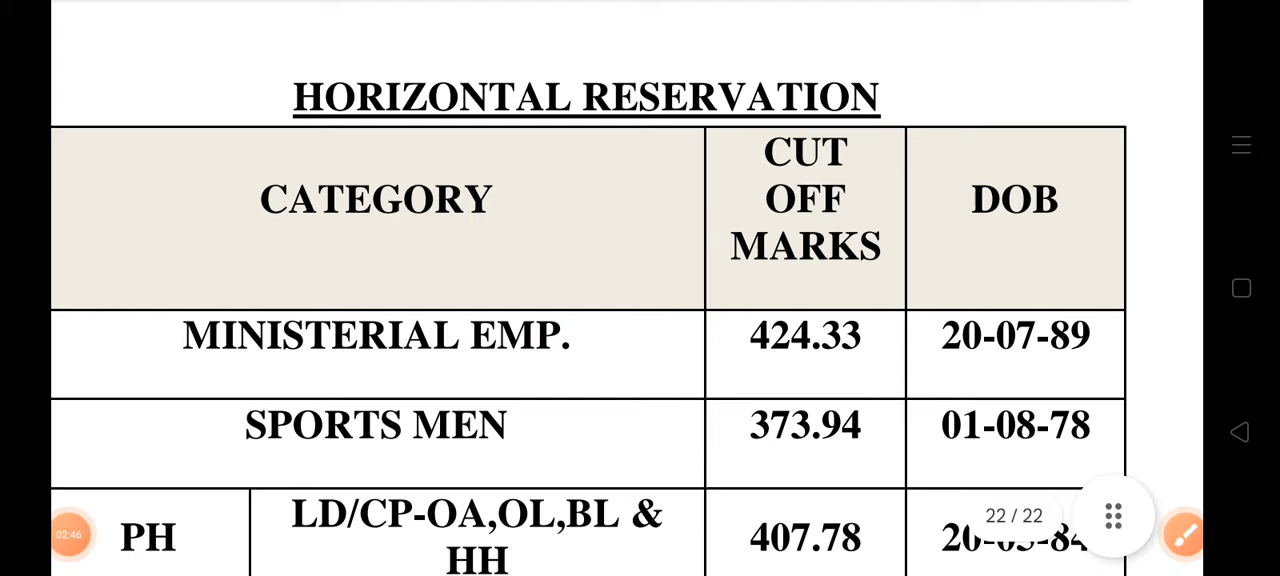 HORIZONTAL RESERVATION
CATEGORY
CUT
OFF
MARKS
DOB
MINISTERIAL EMP. 424.33 20-07-89
SPORTS MEN 373.94 01-08-78
PH
LD/CP-OA,OL,BL &
HH
407.78
22 / 22
02:46